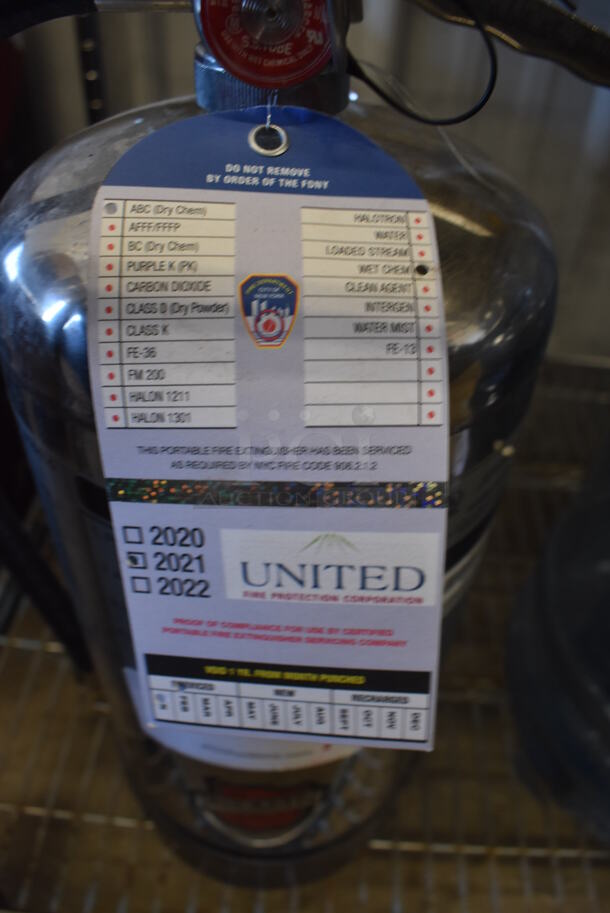 DO NOT REMOVE
BY ORDER OF THE FDNY
ABC (Dry Chem)
AFFF/FFFP
BC (Dry Chem)
PURPLE K (PK)
CARBON DIOXIDE
CLASS D (Dry Powder)
CLASS K
FE-36
FM 200
HALON 1211
HALON 1301
HALOTRON
WATER
LOADED STREAM
WET CHEM
CLEAN AGENT
INTERGEN
WATER MIST
FE-13
THIS PORTABLE FIRE EXTINGUISHER HAS BEEN SERVICED
AS REQUIRED BY NYC FIRE CODE 906.2.1.2
AUCTION GROUP
2020
2021
2022
UNITED
FIRE PROTECTION CORPORATION
PROOF OF COMPLIANCE FOR USE BY CERTIFIED
PORTABLE FIRE EXTINGUISHER SERVICING COMPANY
VOID 1 YR. FROM MONTH PUNCHED
SERVICED NEW RECHARGED
FEB MAR APR MAY JUNE JULY AUG SEPT OCT NOV DEC